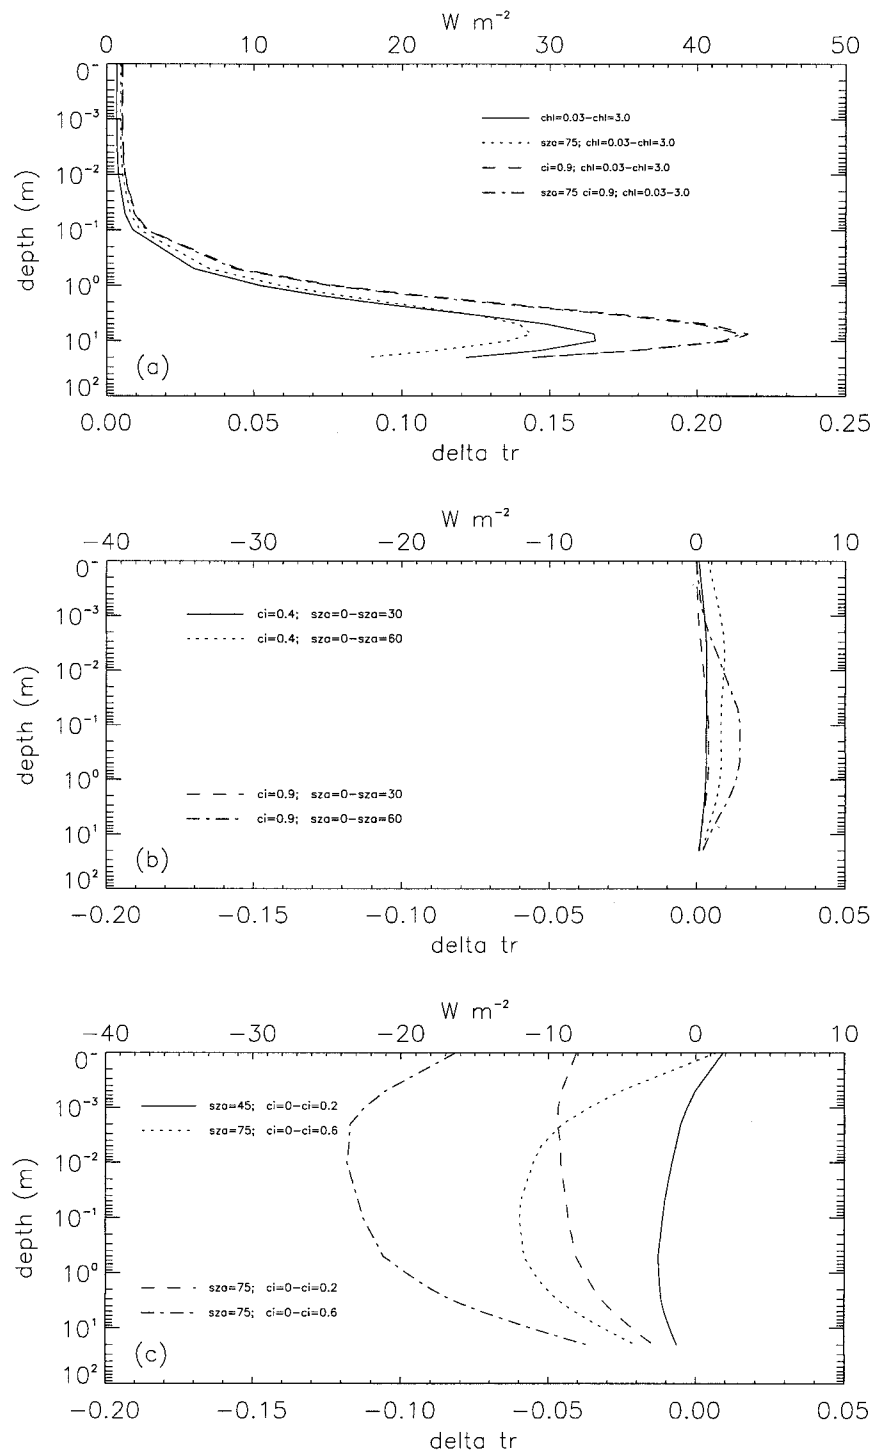 W m⁻²
0 10 20 30 40 50
0⁻
10⁻³
10⁻²
10⁻¹
10⁰
10¹
10²
depth (m)
chl=0.03−chl=3.0
sza=75; chl=0.03−chl=3.0
ci=0.9; chl=0.03−chl=3.0
sza=75 ci=0.9; chl=0.03−3.0
(a)
0.00 0.05 0.10 0.15 0.20 0.25
delta tr
W m⁻²
−40 −30 −20 −10 0 10
0⁻
10⁻³
10⁻²
10⁻¹
10⁰
10¹
10²
depth (m)
ci=0.4; sza=0−sza=30
ci=0.4; sza=0−sza=60
ci=0.9; sza=0−sza=30
ci=0.9; sza=0−sza=60
(b)
−0.20 −0.15 −0.10 −0.05 0.00 0.05
delta tr
W m⁻²
−40 −30 −20 −10 0 10
0⁻
10⁻³
10⁻²
10⁻¹
10⁰
10¹
10²
depth (m)
sza=45; ci=0−ci=0.2
sza=75; ci=0−ci=0.6
sza=75; ci=0−ci=0.2
sza=75; ci=0−ci=0.6
(c)
−0.20 −0.15 −0.10 −0.05 0.00 0.05
delta tr